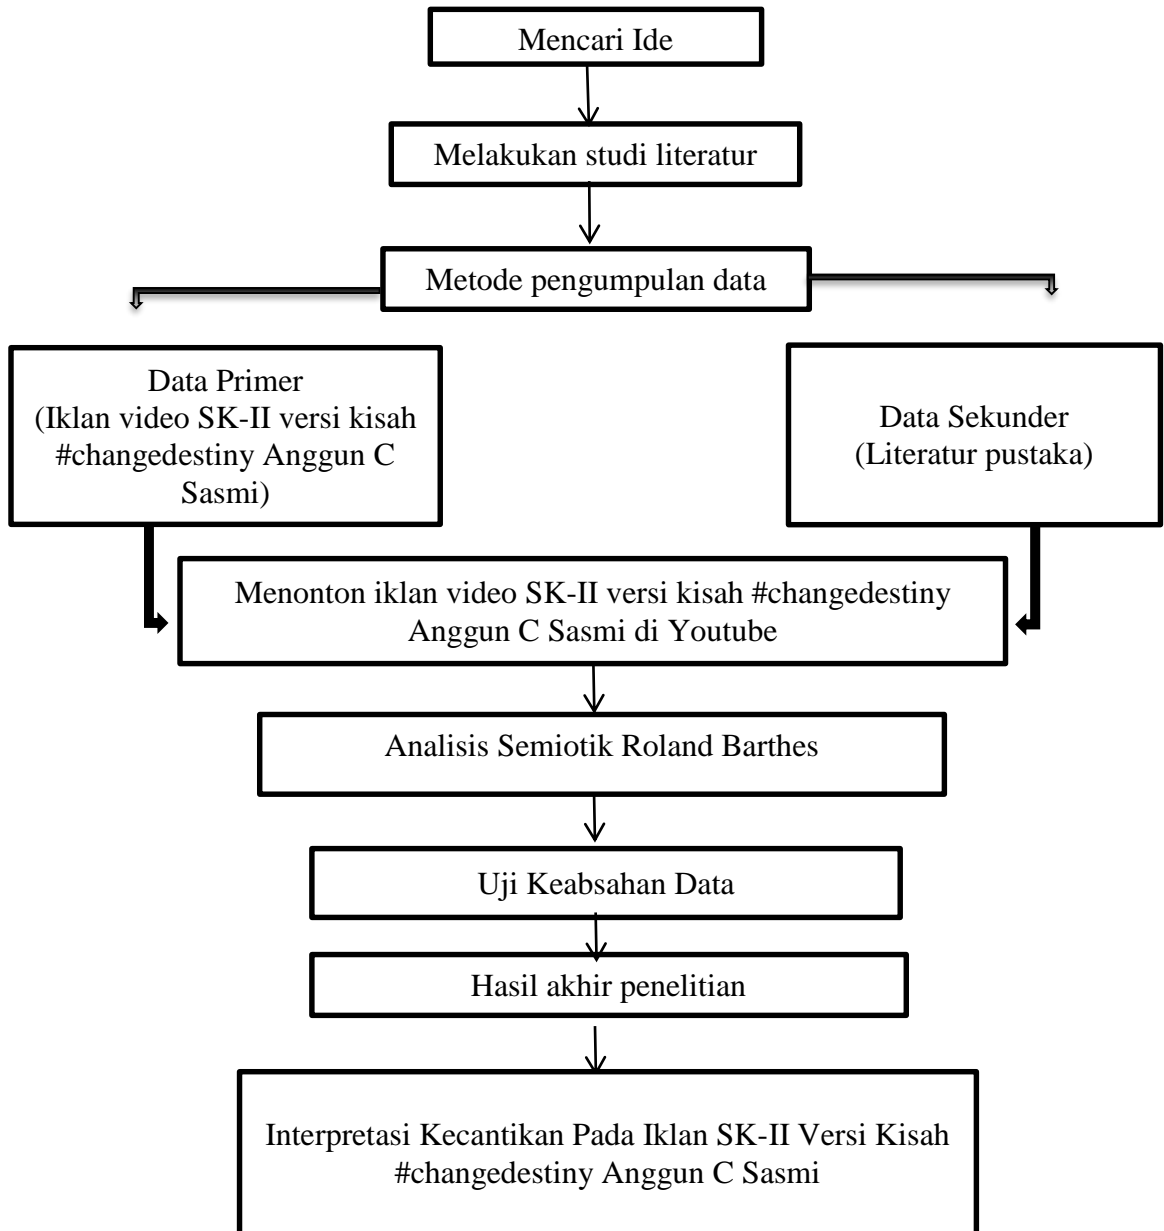 Mencari Ide
Melakukan studi literatur
Metode pengumpulan data
Data Primer
(Iklan video SK-II versi kisah
#changedestiny Anggun C
Sasmi)
Data Sekunder
(Literatur pustaka)
Menonton iklan video SK-II versi kisah #changedestiny
Anggun C Sasmi di Youtube
Analisis Semiotik Roland Barthes
Uji Keabsahan Data
Hasil akhir penelitian
Interpretasi Kecantikan Pada Iklan SK-II Versi Kisah
#changedestiny Anggun C Sasmi